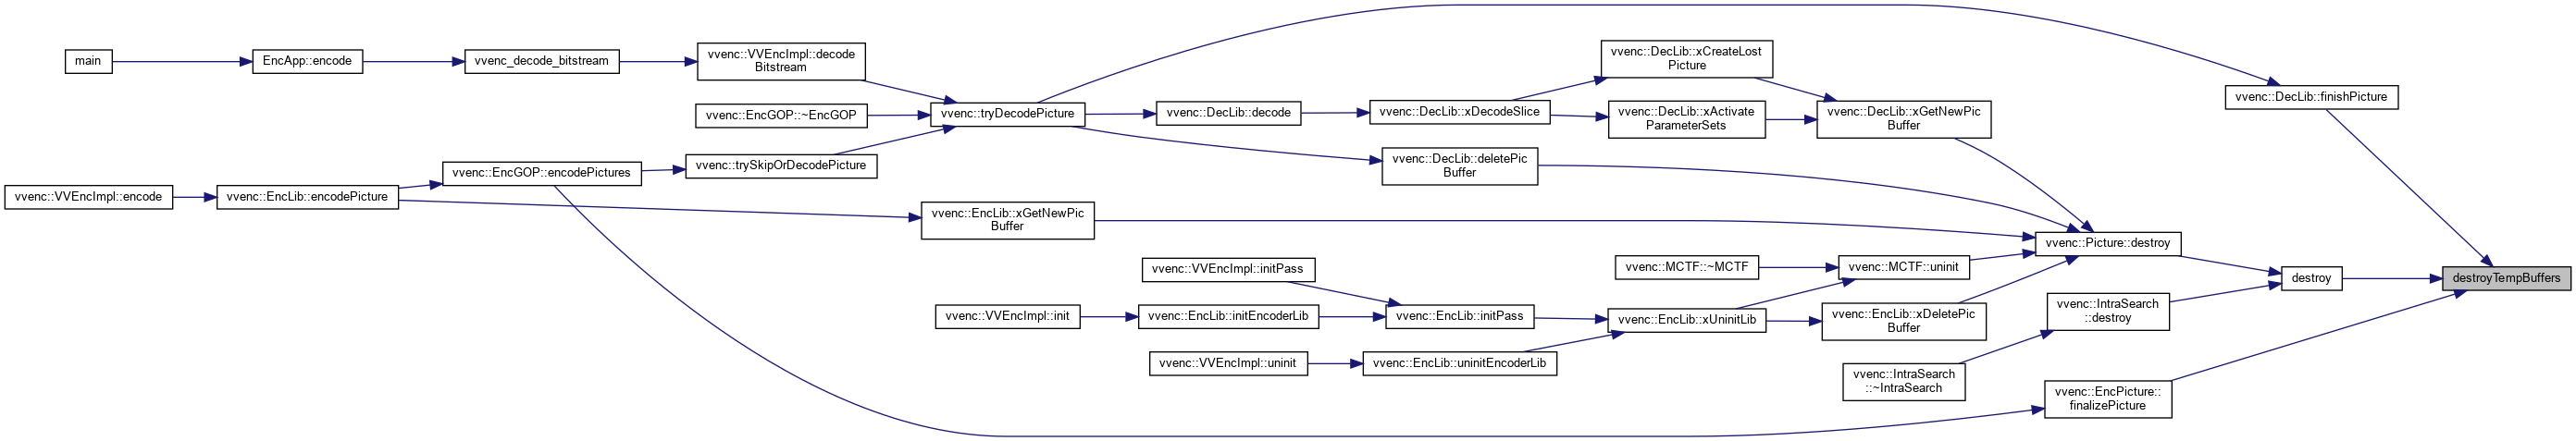 main
EncApp::encode
vvenc_decode_bitstream
vvenc::VVEncImpl::decode
Bitstream
vvenc::EncGOP::~EncGOP
vvenc::tryDecodePicture
vvenc::trySkipOrDecodePicture
vvenc::EncGOP::encodePictures
vvenc::VVEncImpl::encode
vvenc::EncLib::encodePicture
vvenc::DecLib::decode
vvenc::DecLib::xDecodeSlice
vvenc::DecLib::xCreateLost
Picture
vvenc::DecLib::xActivate
ParameterSets
vvenc::DecLib::xGetNewPic
Buffer
vvenc::DecLib::finishPicture
vvenc::DecLib::deletePic
Buffer
vvenc::EncLib::xGetNewPic
Buffer
vvenc::Picture::destroy
vvenc::VVEncImpl::initPass
vvenc::MCTF::~MCTF
vvenc::MCTF::uninit
destroy
destroyTempBuffers
vvenc::VVEncImpl::init
vvenc::EncLib::initEncoderLib
vvenc::EncLib::initPass
vvenc::EncLib::xUninitLib
vvenc::EncLib::xDeletePic
Buffer
vvenc::IntraSearch
::destroy
vvenc::VVEncImpl::uninit
vvenc::EncLib::uninitEncoderLib
vvenc::IntraSearch
::~IntraSearch
vvenc::EncPicture::
finalizePicture